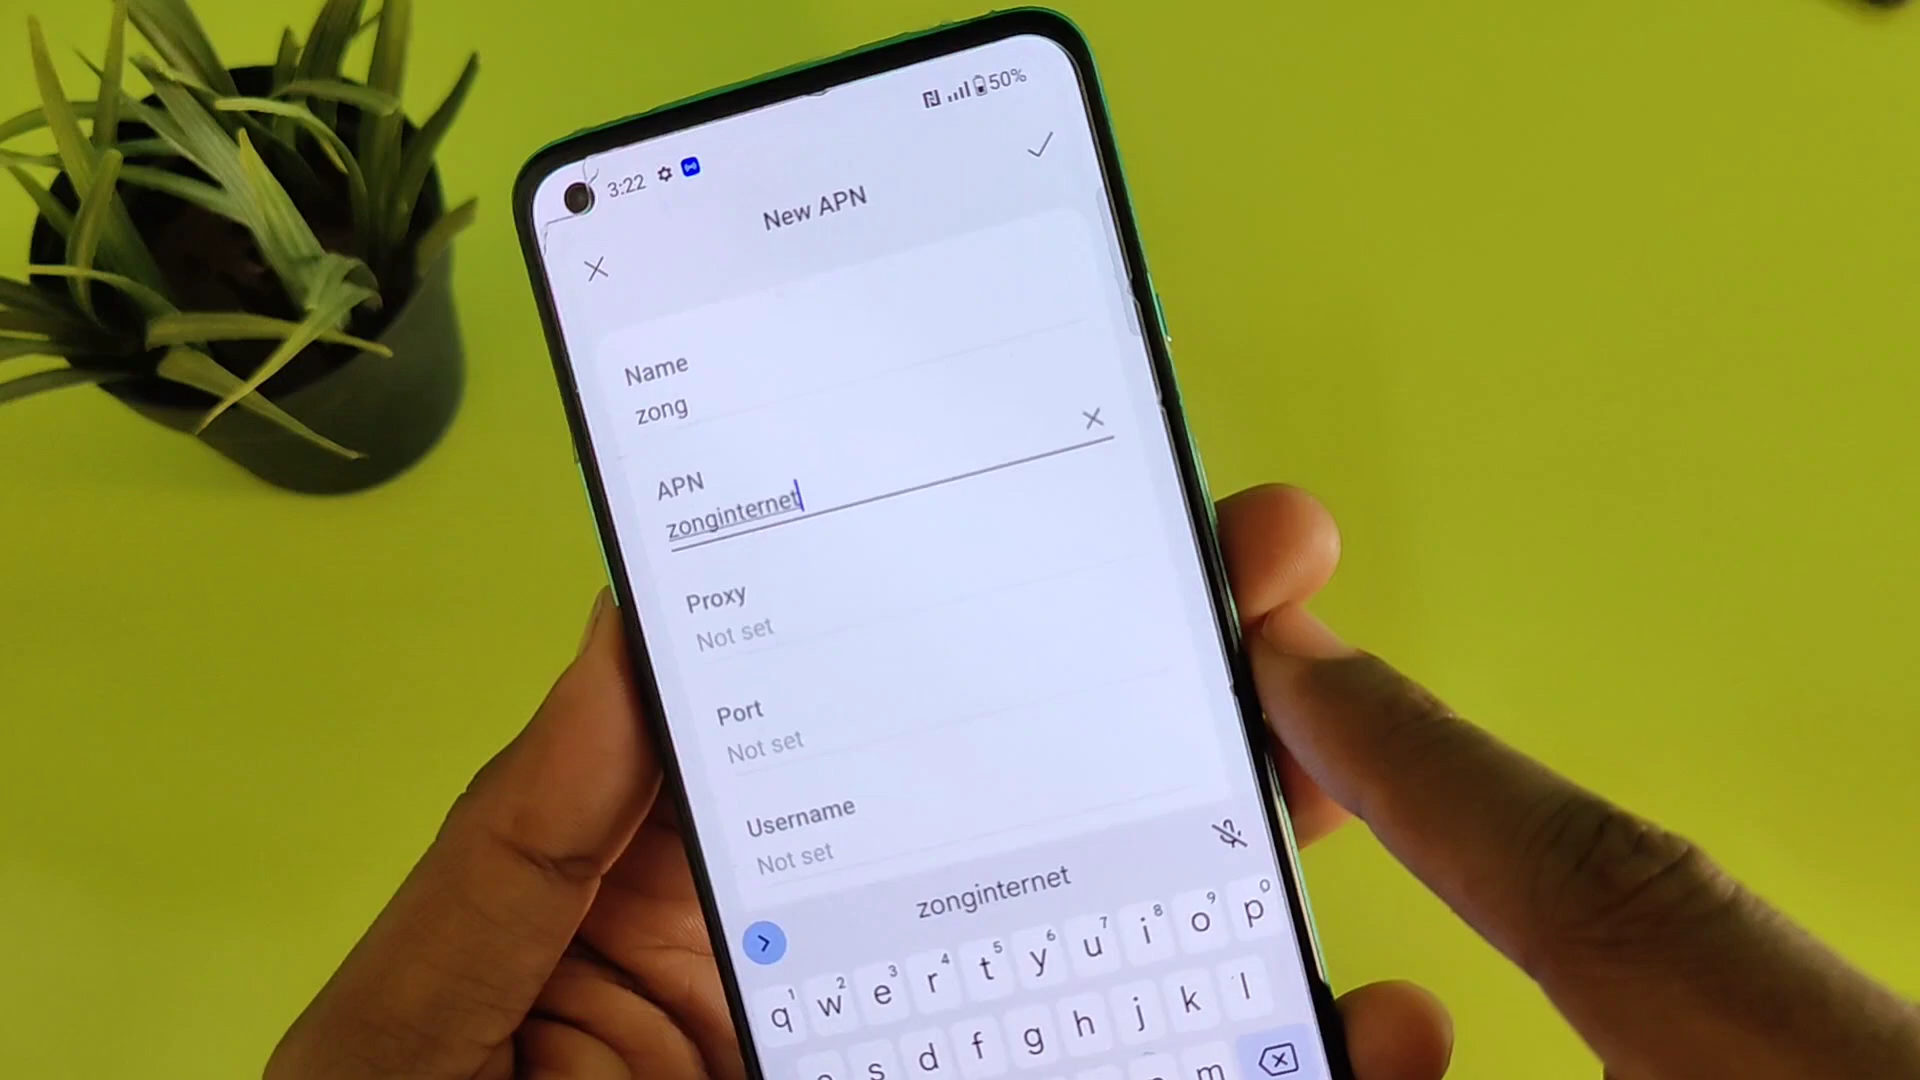 3:22
50%
New APN
Name
zong
APN
zonginternet
Proxy
Not set
Port
Not set
Username
Not set
zonginternet
1 2 3 4 5 6 7 8 9 0
q w e r t y u i o p
s d f g h j k l
m